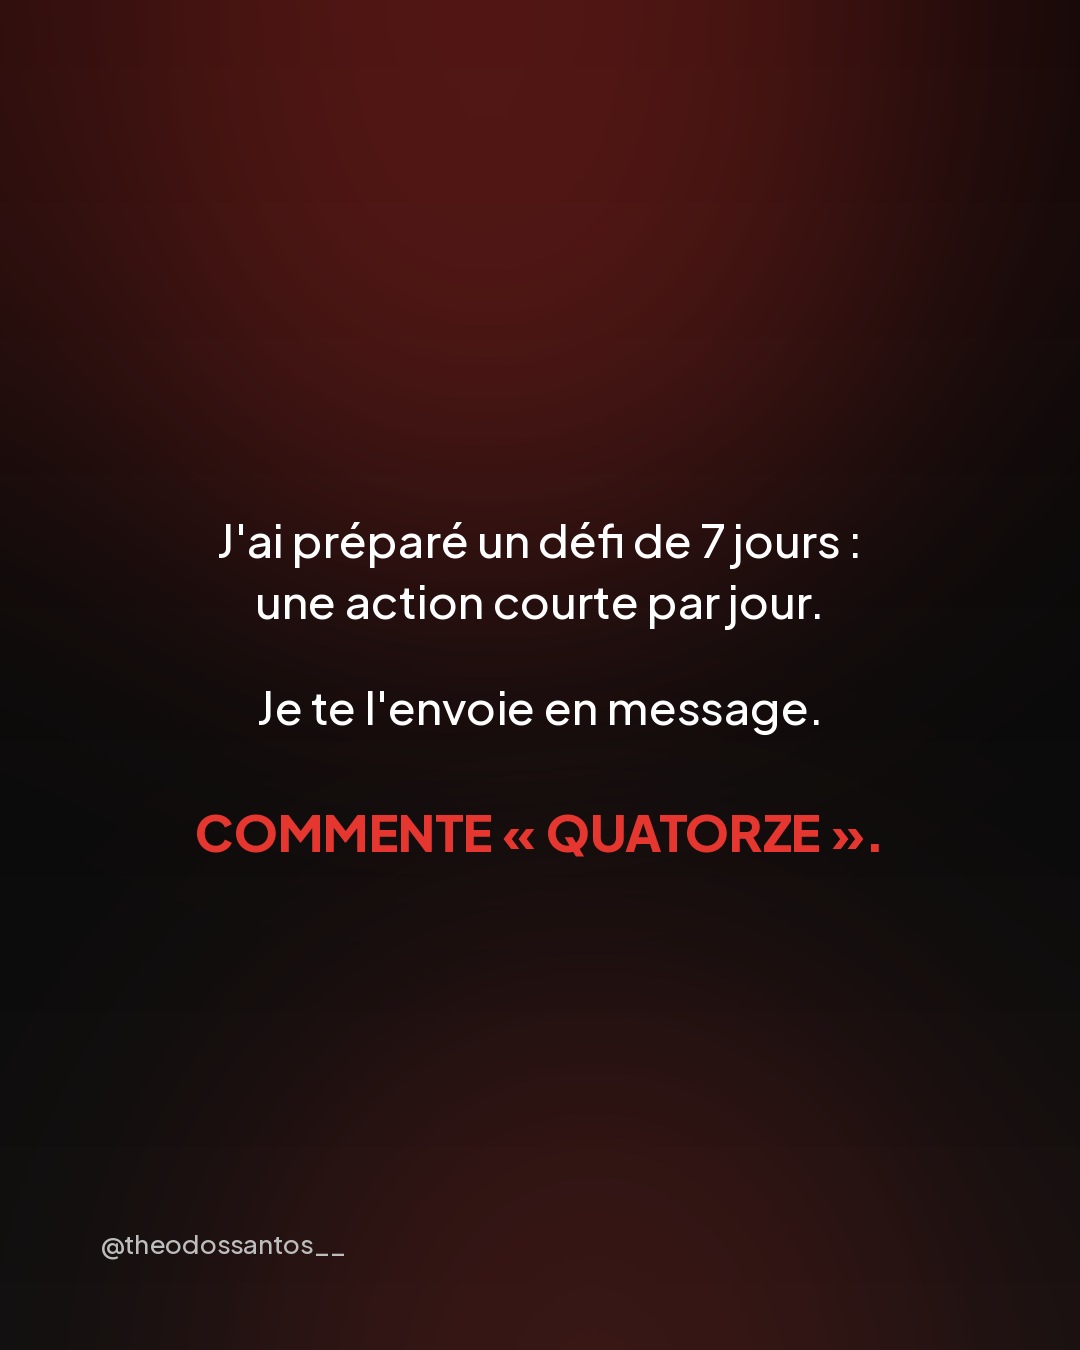 J'ai préparé un défi de 7 jours :
une action courte par jour.
Je te l'envoie en message.
COMMENTE « QUATORZE ».
@theodossantos__